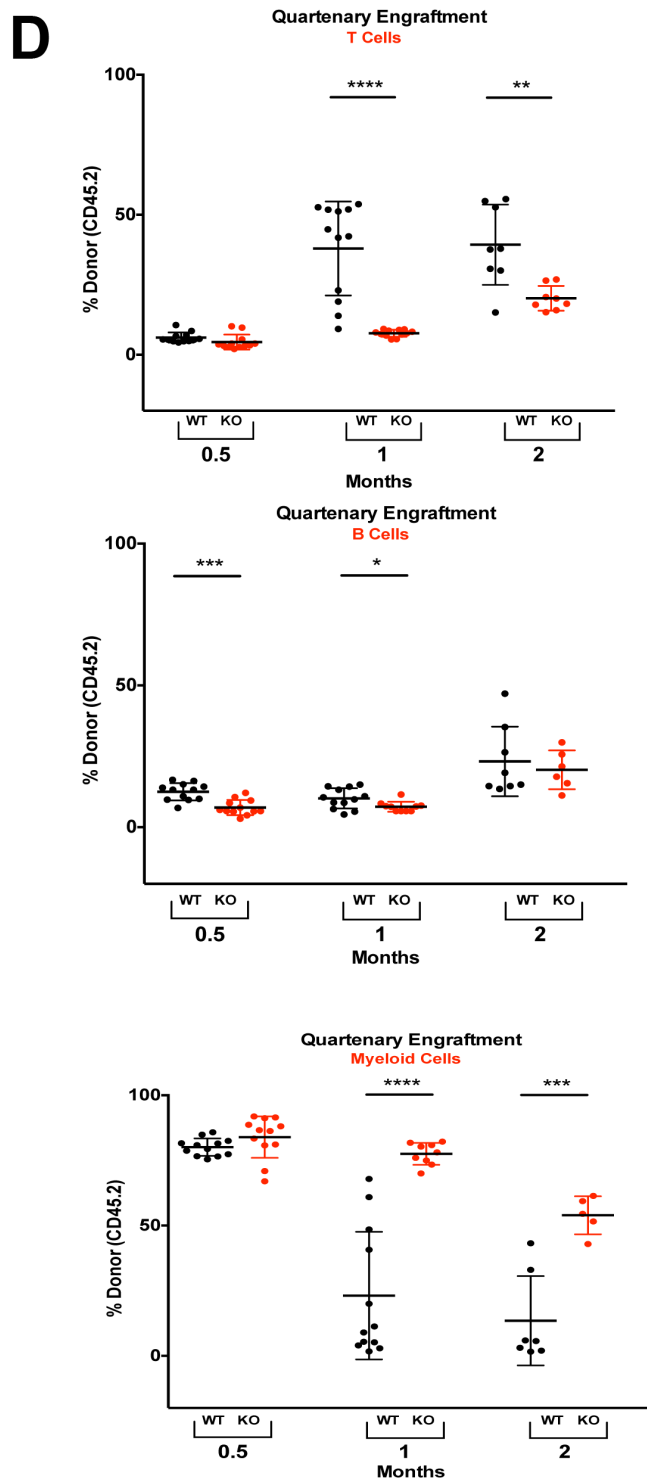 D
Quartenary Engraftment
T Cells
100
**** **
% Donor (CD45.2)
50
0
WT KO WT KO WT KO
0.5 1 2
Months
Quartenary Engraftment
B Cells
100
*** *
% Donor (CD45.2)
50
0
WT KO WT KO WT KO
0.5 1 2
Months
Quartenary Engraftment
Myeloid Cells
100
**** ***
% Donor (CD45.2)
50
0
WT KO WT KO WT KO
0.5 1 2
Months